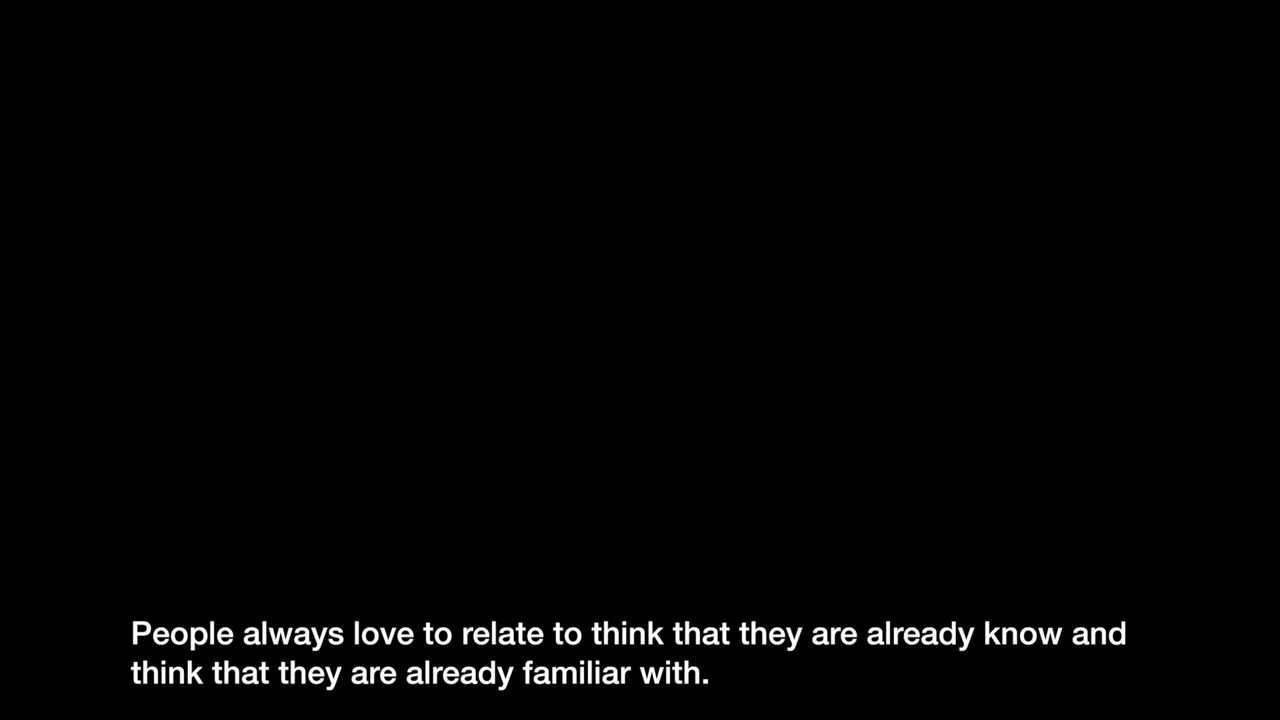 People always love to relate to think that they are already know and
think that they are already familiar with.